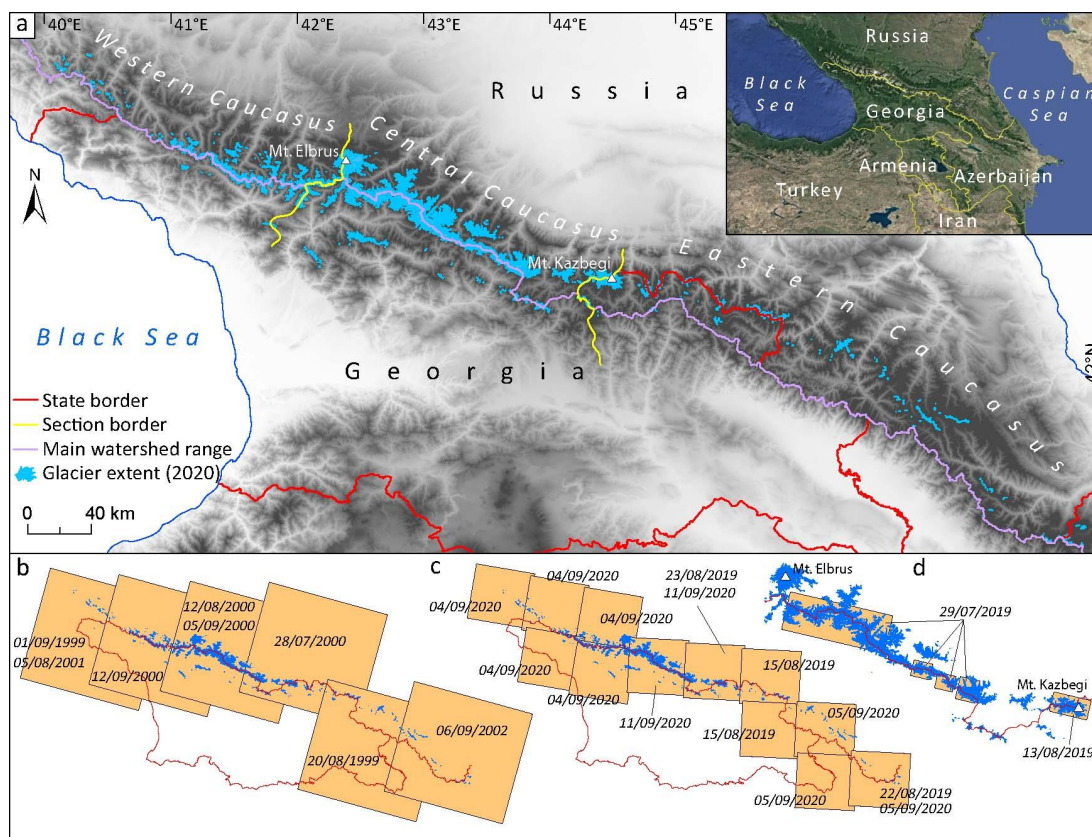 a
40°E
41°E
42°E
43°E
44°E
45°E
Western Caucasus
Central Caucasus
Eastern Caucasus
Russia
Mt. Elbrus
Mt. Kazbegi
N
Black Sea
Georgia
State border
Section border
Main watershed range
Glacier extent (2020)
0 40 km
Russia
Black
Sea
Caspian
Sea
Georgia
Armenia
Azerbaijan
Turkey
Iran
b
01/09/1999
05/08/2001
12/09/2000
12/08/2000
05/09/2000
28/07/2000
20/08/1999
06/09/2002
c
04/09/2020
04/09/2020
04/09/2020
04/09/2020
04/09/2020
23/08/2019
11/09/2020
11/09/2020
15/08/2019
15/08/2019
05/09/2020
05/09/2020
22/08/2019
05/09/2020
d
Mt. Elbrus
29/07/2019
Mt. Kazbegi
13/08/2019